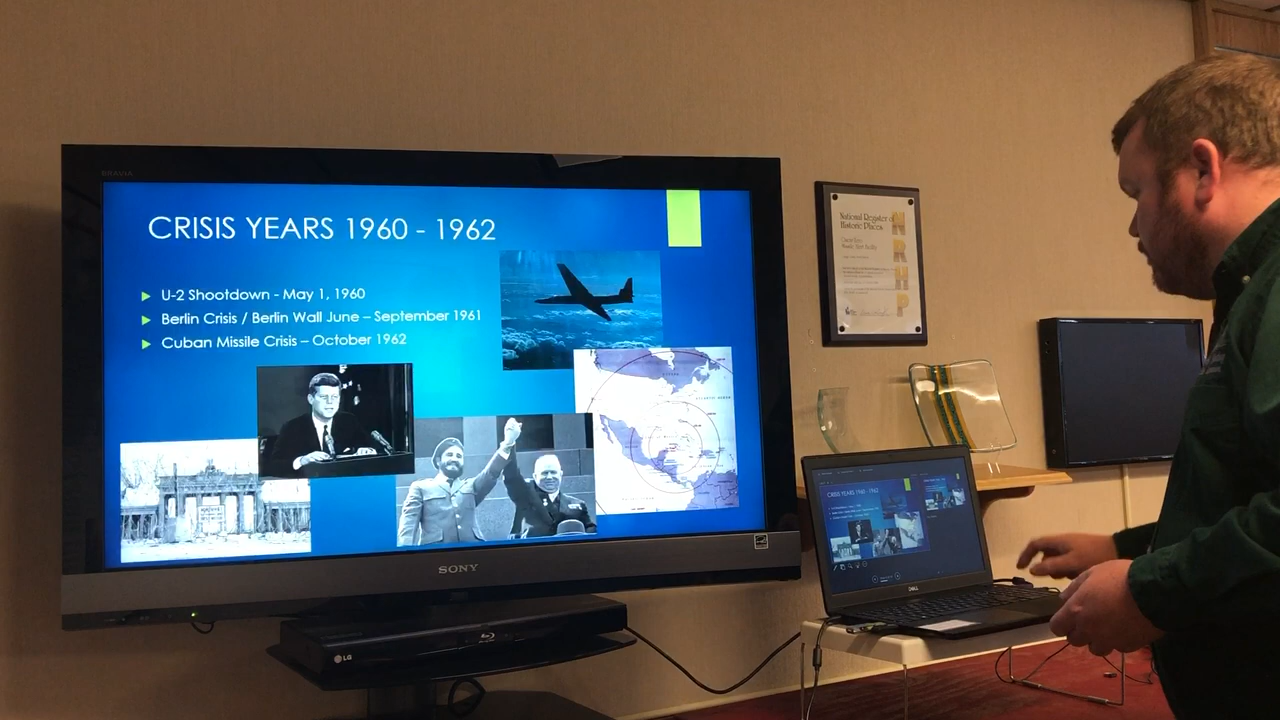 BRAVIA
CRISIS YEARS 1960 - 1962
U-2 Shootdown - May 1, 1960
Berlin Crisis / Berlin Wall June – September 1961
Cuban Missile Crisis – October 1962
SONY
LG
National Register of
Historic Places
NRHP
CRISIS YEARS 1960 - 1962
DELL